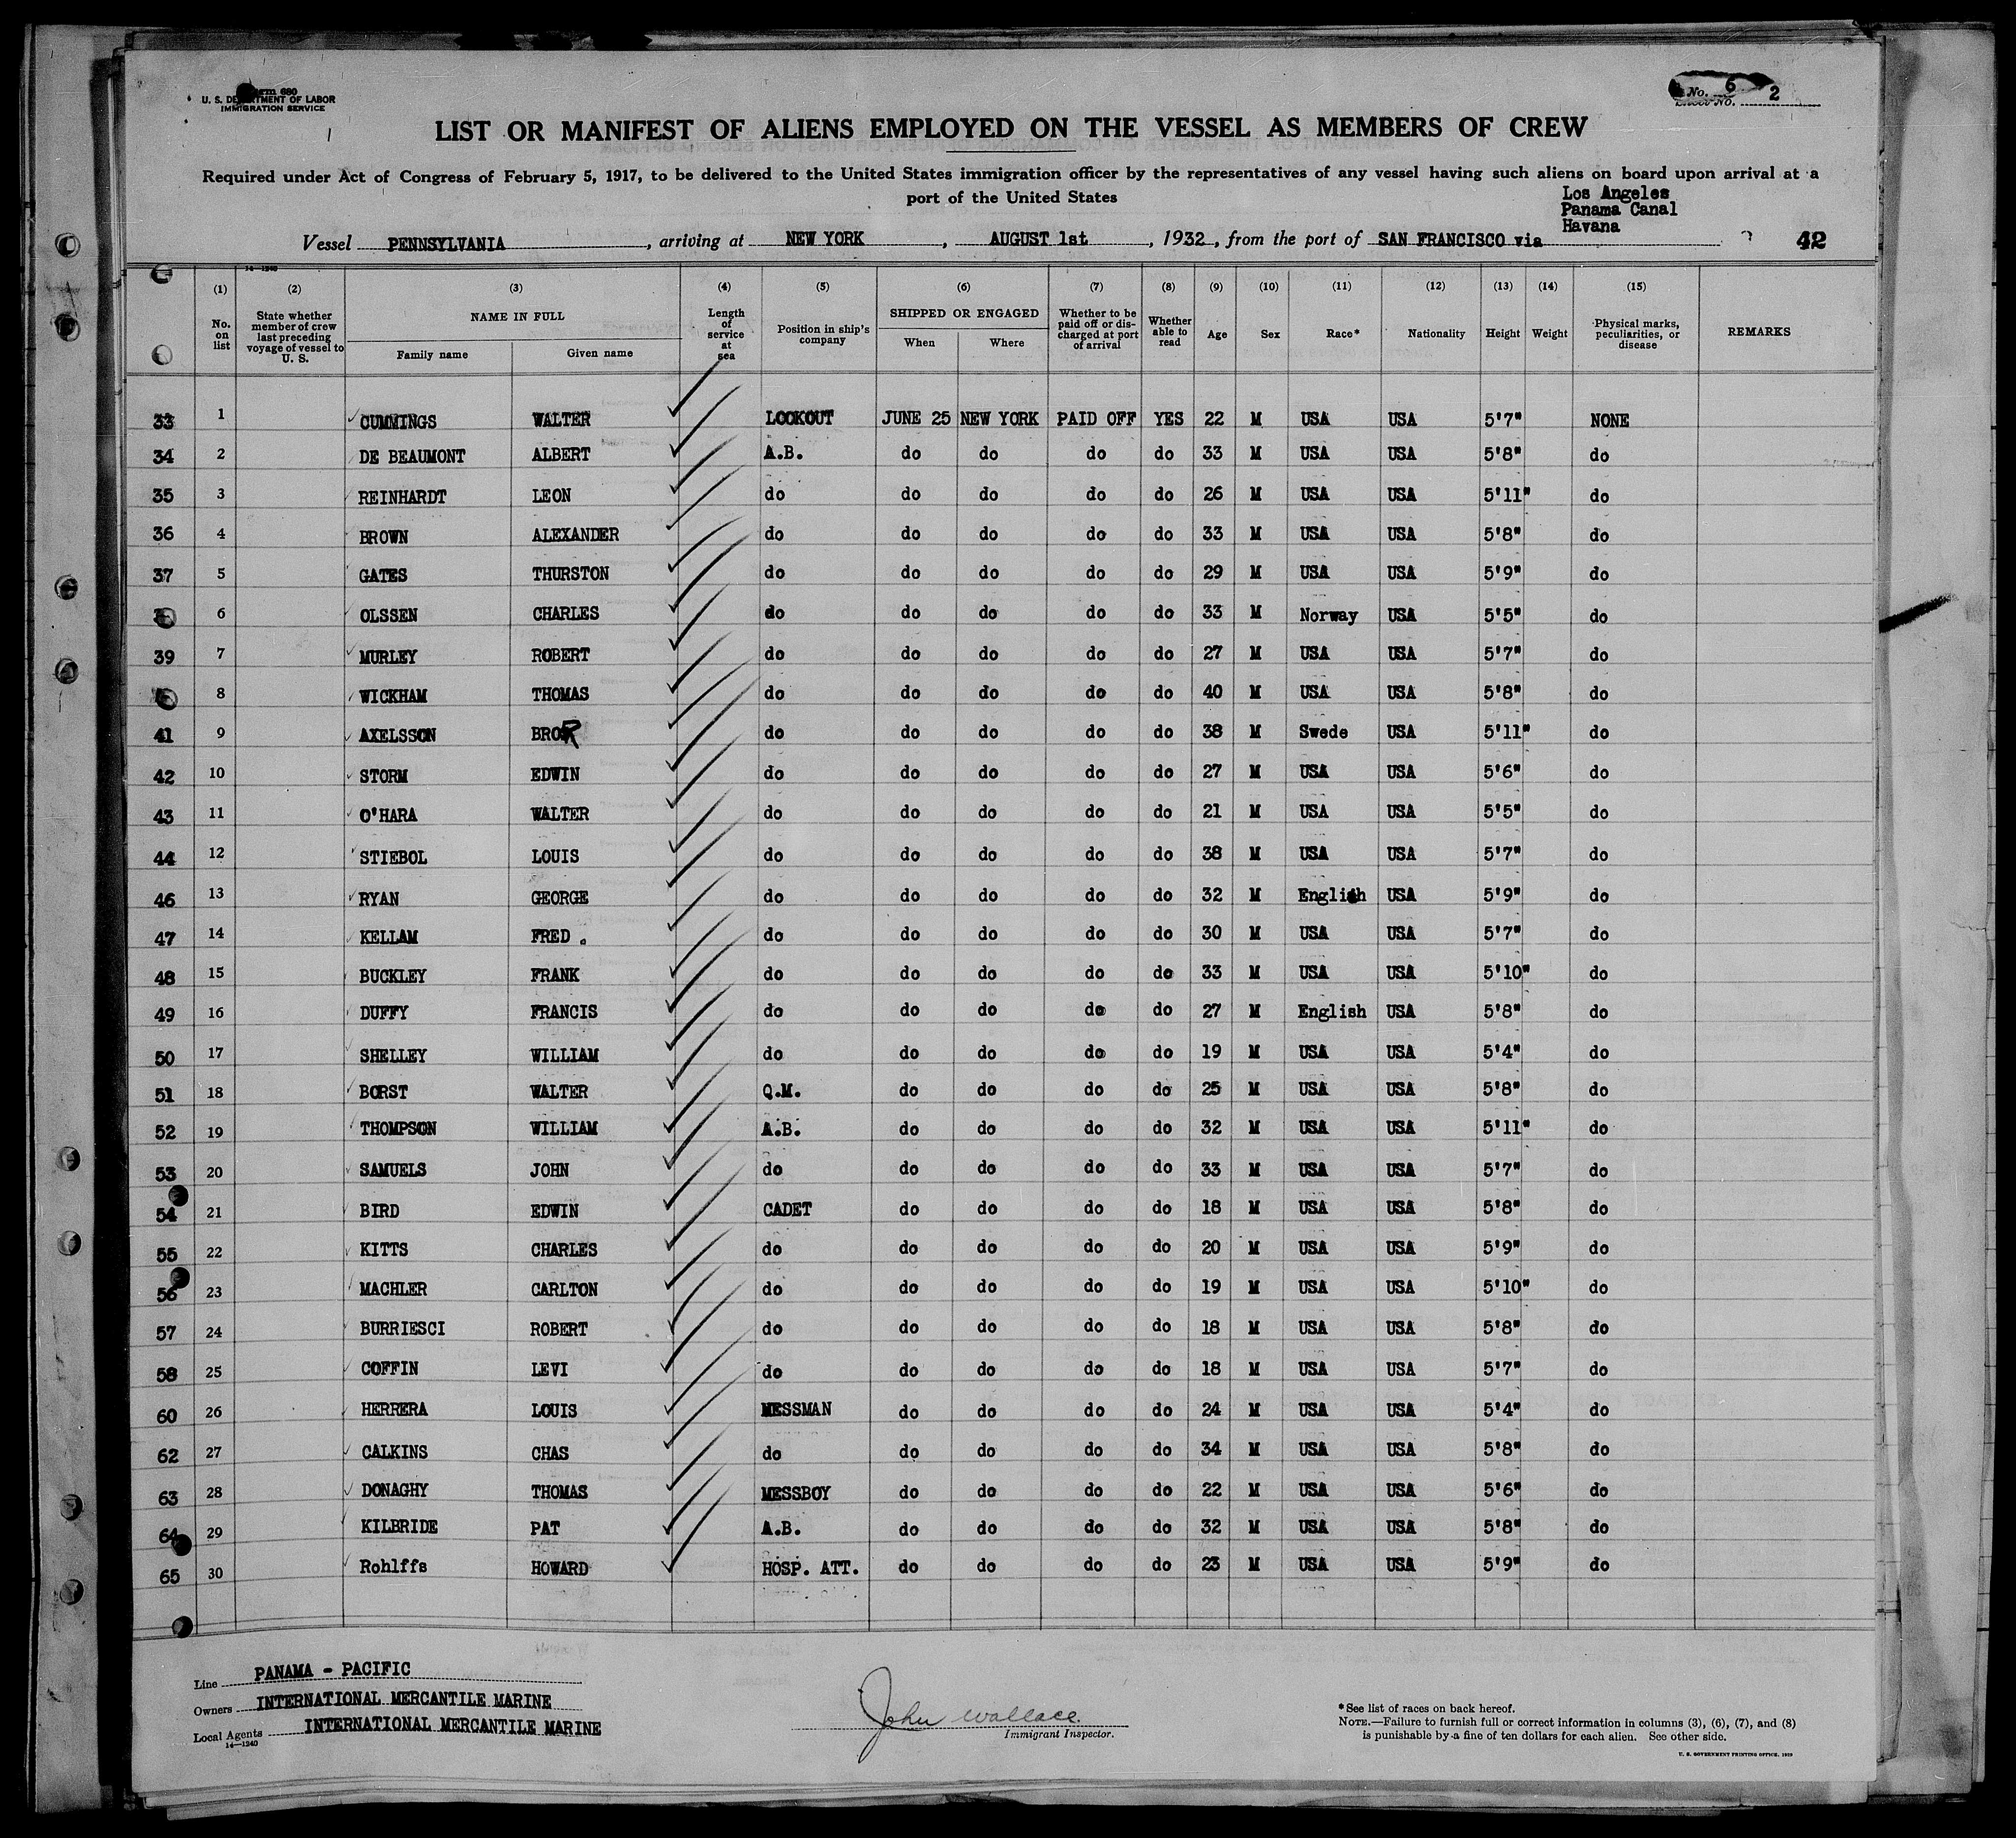 Form 680
U. S. DEPARTMENT OF LABOR
IMMIGRATION SERVICE
No. 6
Sheet No. 2
LIST OR MANIFEST OF ALIENS EMPLOYED ON THE VESSEL AS MEMBERS OF CREW
Required under Act of Congress of February 5, 1917, to be delivered to the United States immigration officer by the representatives of any vessel having such aliens on board upon arrival at a
port of the United States
Los Angeles
Panama Canal
Havana
Vessel PENNSYLVANIA, arriving at NEW YORK, AUGUST 1st, 1932, from the port of SAN FRANCISCO via 42
14—1240
(1) (2) (3) (4) (5) (6) (7) (8) (9) (10) (11) (12) (13) (14) (15)
No. on list
State whether member of crew last preceding voyage of vessel to U. S.
NAME IN FULL
Family name
Given name
Length of service at sea
Position in ship's company
SHIPPED OR ENGAGED
When
Where
Whether to be paid off or discharged at port of arrival
Whether able to read
Age
Sex
Race*
Nationality
Height
Weight
Physical marks, peculiarities, or disease
REMARKS
33 1 CUMMINGS WALTER LOOKOUT JUNE 25 NEW YORK PAID OFF YES 22 M USA USA 5'7" NONE
34 2 DE BEAUMONT ALBERT A.B. do do do do 33 M USA USA 5'8" do
35 3 REINHARDT LEON do do do do do 26 M USA USA 5'11" do
36 4 BROWN ALEXANDER do do do do do 33 M USA USA 5'8" do
37 5 GATES THURSTON do do do do do 29 M USA USA 5'9" do
6 OLSSEN CHARLES do do do do do 33 M Norway USA 5'5" do
39 7 MURLEY ROBERT do do do do do 27 M USA USA 5'7" do
8 WICKHAM THOMAS do do do do do 40 M USA USA 5'8" do
41 9 AXELSSON BROR do do do do do 38 M Swede USA 5'11" do
42 10 STORM EDWIN do do do do do 27 M USA USA 5'6" do
43 11 O'HARA WALTER do do do do do 21 M USA USA 5'5" do
44 12 STIEBOL LOUIS do do do do do 38 M USA USA 5'7" do
46 13 RYAN GEORGE do do do do do 32 M English USA 5'9" do
47 14 KELLAM FRED. do do do do do 30 M USA USA 5'7" do
48 15 BUCKLEY FRANK do do do do do 33 M USA USA 5'10" do
49 16 DUFFY FRANCIS do do do do do 27 M English USA 5'8" do
50 17 SHELLEY WILLIAM do do do do do 19 M USA USA 5'4" do
51 18 BORST WALTER Q.M. do do do do 25 M USA USA 5'8" do
52 19 THOMPSON WILLIAM A.B. do do do do 32 M USA USA 5'11" do
53 20 SAMUELS JOHN do do do do do 33 M USA USA 5'7" do
54 21 BIRD EDWIN CADET do do do do 18 M USA USA 5'8" do
55 22 KITTS CHARLES do do do do do 20 M USA USA 5'9" do
56 23 MACHLER CARLTON do do do do do 19 M USA USA 5'10" do
57 24 BURRIESCI ROBERT do do do do do 18 M USA USA 5'8" do
58 25 COFFIN LEVI do do do do do 18 M USA USA 5'7" do
60 26 HERRERA LOUIS MESSMAN do do do do 24 M USA USA 5'4" do
62 27 CALKINS CHAS do do do do do 34 M USA USA 5'8" do
63 28 DONAGHY THOMAS MESSBOY do do do do 22 M USA USA 5'6" do
64 29 KILBRIDE PAT A.B. do do do do 32 M USA USA 5'8" do
65 30 Rohlffs HOWARD HOSP. ATT. do do do do 23 M USA USA 5'9" do
Line PANAMA - PACIFIC
Owners INTERNATIONAL MERCANTILE MARINE
Local Agents INTERNATIONAL MERCANTILE MARINE
14—1240
John Wallace
Immigrant Inspector.
*See list of races on back hereof.
NOTE.—Failure to furnish full or correct information in columns (3), (6), (7), and (8)
is punishable by a fine of ten dollars for each alien. See other side.
U. S. GOVERNMENT PRINTING OFFICE, 1929